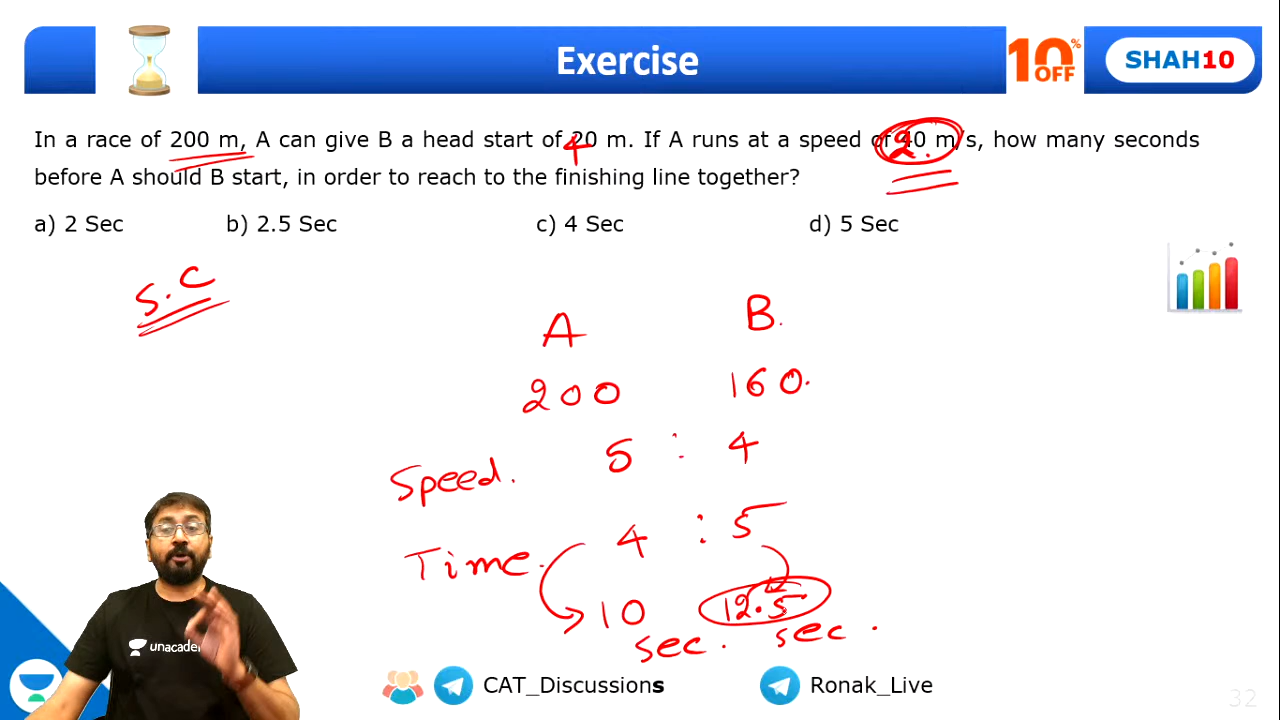 Exercise
10% OFF
SHAH10
In a race of 200 m, A can give B a head start of 20 m. If A runs at a speed of 40 m/s, how many seconds
4
2.
before A should B start, in order to reach to the finishing line together?
a) 2 Sec b) 2.5 Sec c) 4 Sec d) 5 Sec
S.C
A B.
200 160.
Speed. 5 : 4
Time. 4 : 5
10 sec. 12.5 sec.
unacademy
CAT_Discussions Ronak_Live
32